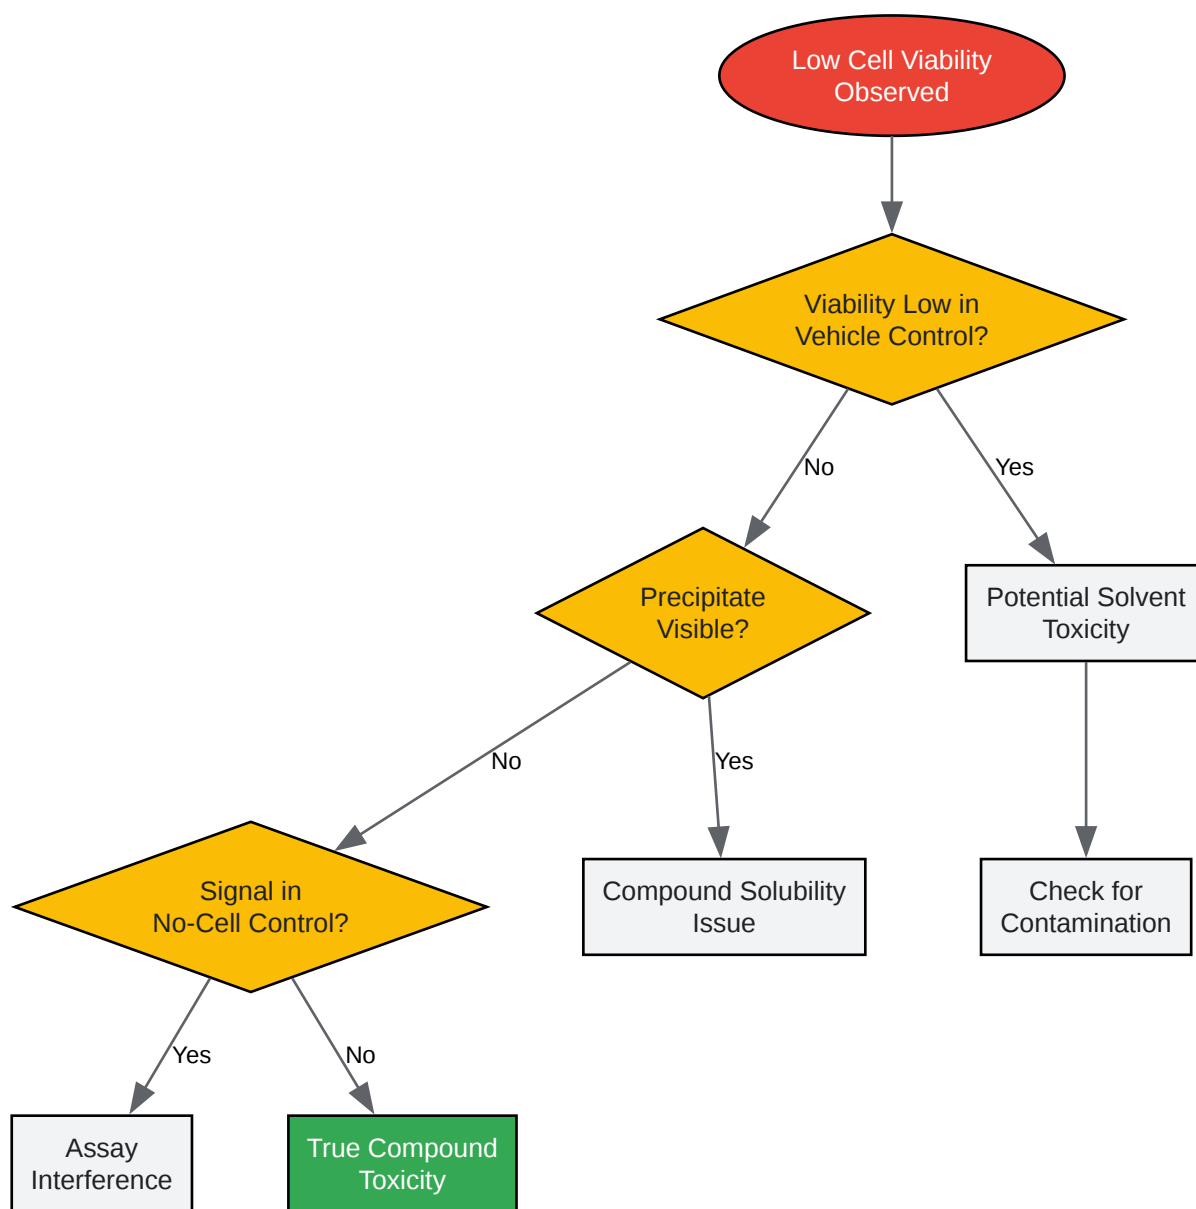 Low Cell Viability
Observed
Viability Low in
Vehicle Control?
No
Yes
Precipitate
Visible?
Potential Solvent
Toxicity
No
Yes
Signal in
No-Cell Control?
Compound Solubility
Issue
Check for
Contamination
Yes
No
Assay
Interference
True Compound
Toxicity